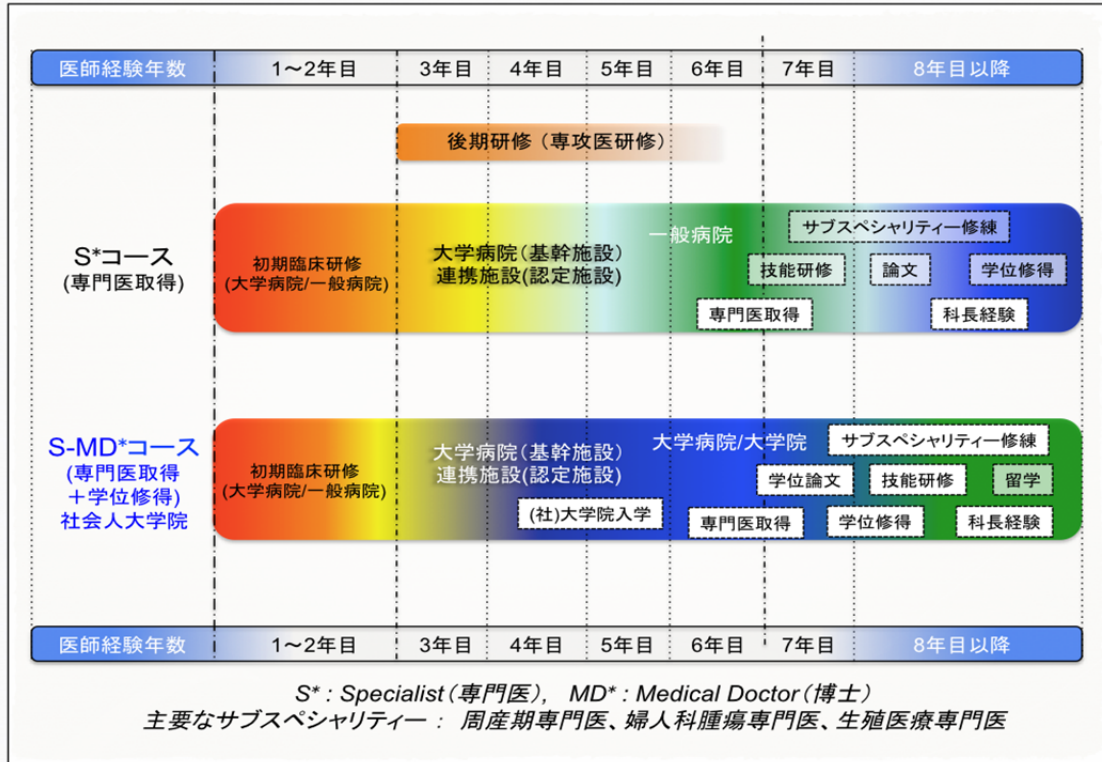 医師経験年数 1～2年目 3年目 4年目 5年目 6年目 7年目 8年目以降
後期研修（専攻医研修）
S*コース
(専門医取得)
初期臨床研修
(大学病院/一般病院)
大学病院（基幹施設）
連携施設(認定施設)
一般病院
サブスペシャリティー修練
技能研修
論文
学位修得
専門医取得
科長経験
S-MD*コース
(専門医取得
＋学位修得)
社会人大学院
初期臨床研修
(大学病院/一般病院)
大学病院（基幹施設）
連携施設(認定施設)
大学病院/大学院
サブスペシャリティー修練
学位論文
技能研修
留学
(社)大学院入学
専門医取得
学位修得
科長経験
医師経験年数 1～2年目 3年目 4年目 5年目 6年目 7年目 8年目以降
S*：Specialist（専門医）， MD*：Medical Doctor（博士）
主要なサブスペシャリティー： 周産期専門医、婦人科腫瘍専門医、生殖医療専門医